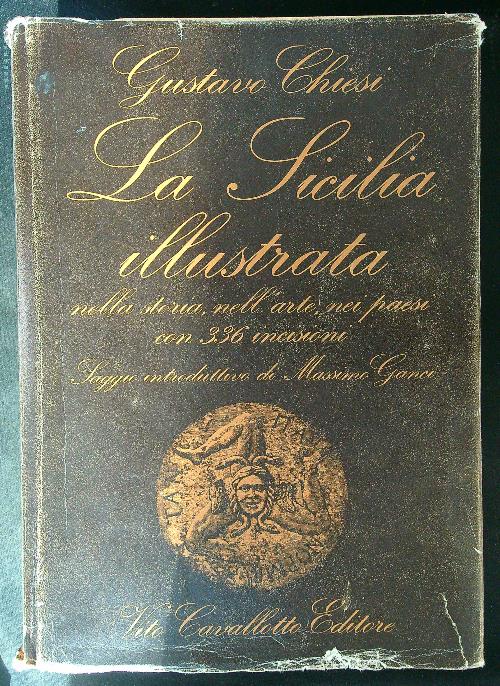 Gustavo Chiesi
La Sicilia
illustrata
nella storia, nell'arte, nei paesi
con 336 incisioni
Saggio introduttivo di Massimo Ganci
Vito Cavallotto Editore